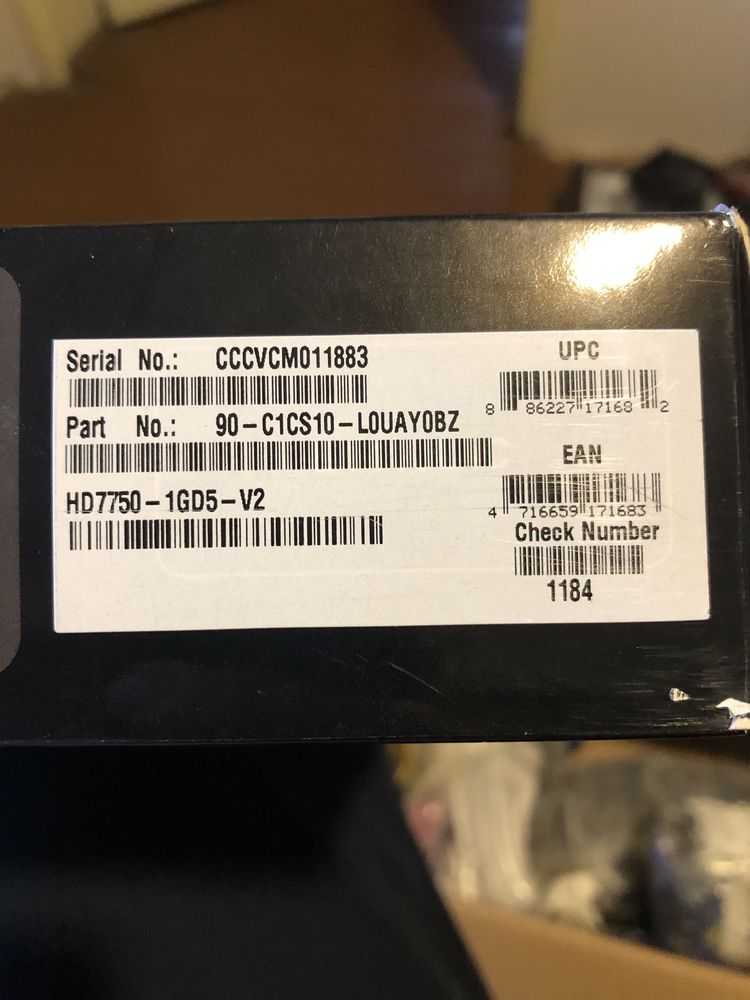 Serial No.: CCCVCM011883
Part No.: 90-C1CS10-L0UAY0BZ
HD7750-1GD5-V2
UPC
8 86227 17168 2
EAN
4 716659 171683
Check Number
1184